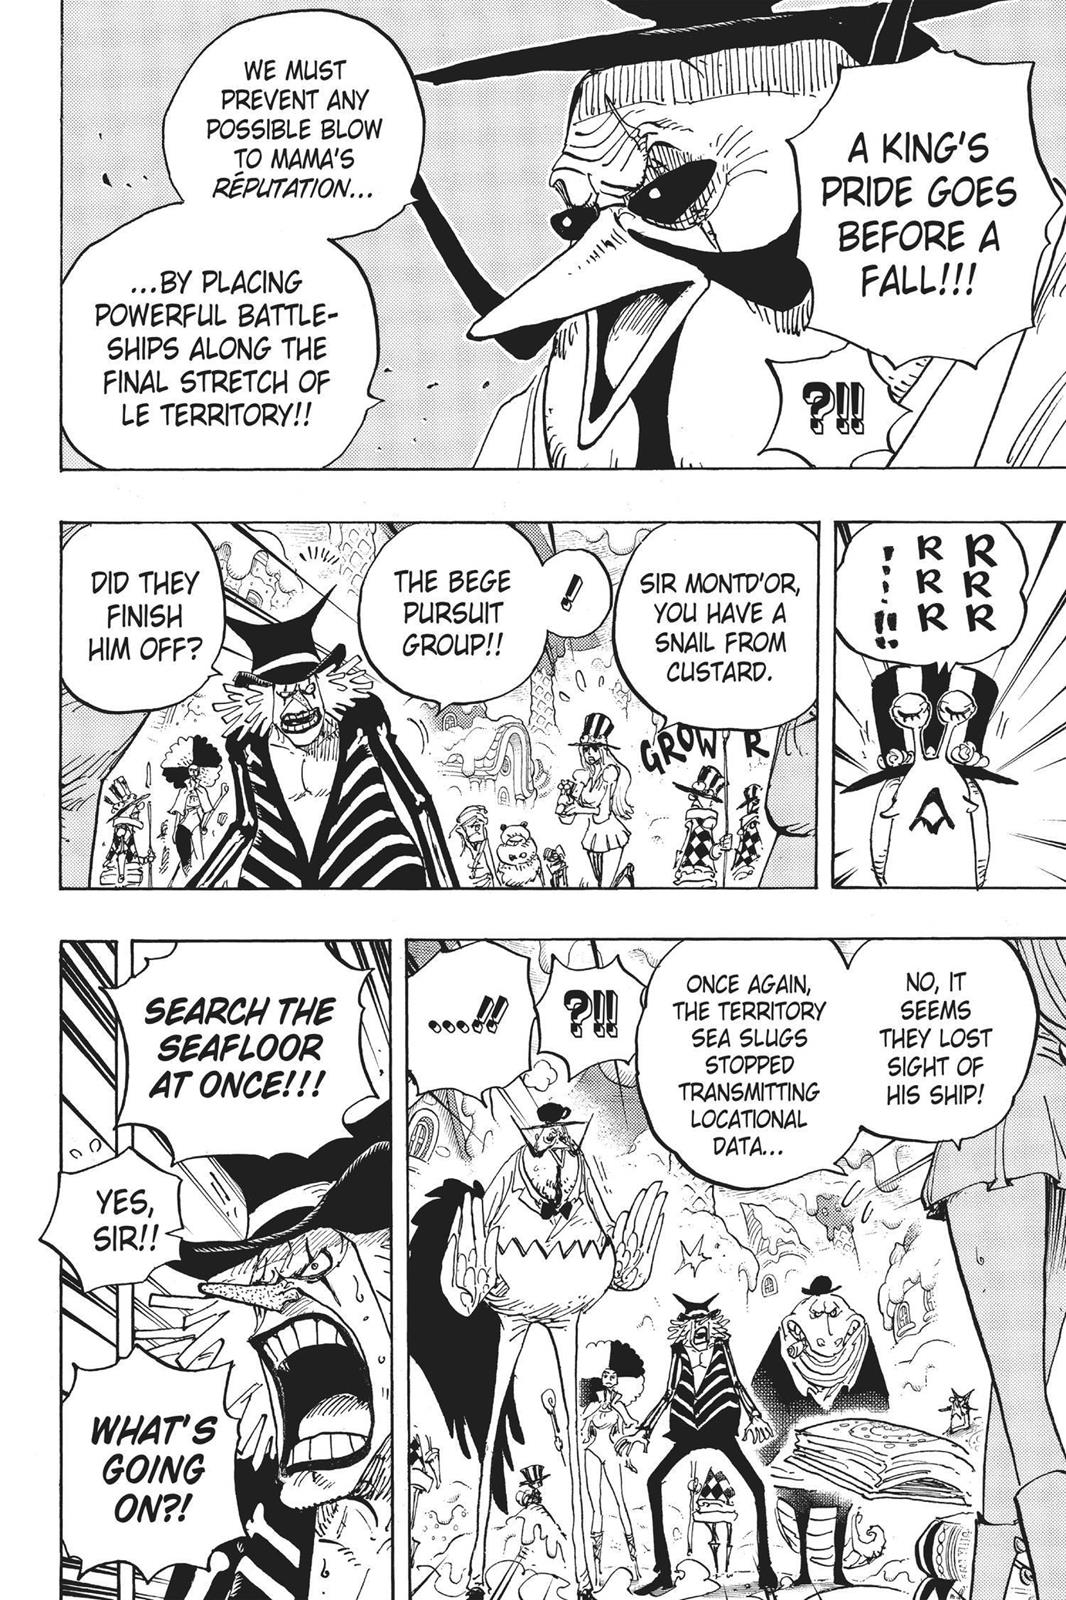 A KING'S
PRIDE GOES
BEFORE A
FALL!!!
?!!
WE MUST
PREVENT ANY
POSSIBLE BLOW
TO MAMA'S
RÉPUTATION...
...BY PLACING
POWERFUL BATTLE-
SHIPS ALONG THE
FINAL STRETCH OF
LE TERRITORY!!
R
R
R
R
R
R
...!!
SIR MONTD'OR,
YOU HAVE A
SNAIL FROM
CUSTARD.
GROWR
!
THE BEGE
PURSUIT
GROUP!!
DID THEY
FINISH
HIM OFF?
NO, IT
SEEMS
THEY LOST
SIGHT OF
HIS SHIP!
ONCE AGAIN,
THE TERRITORY
SEA SLUGS
STOPPED
TRANSMITTING
LOCATIONAL
DATA...
?!!
...!!
SEARCH THE
SEAFLOOR
AT ONCE!!!
YES,
SIR!!
WHAT'S
GOING
ON?!